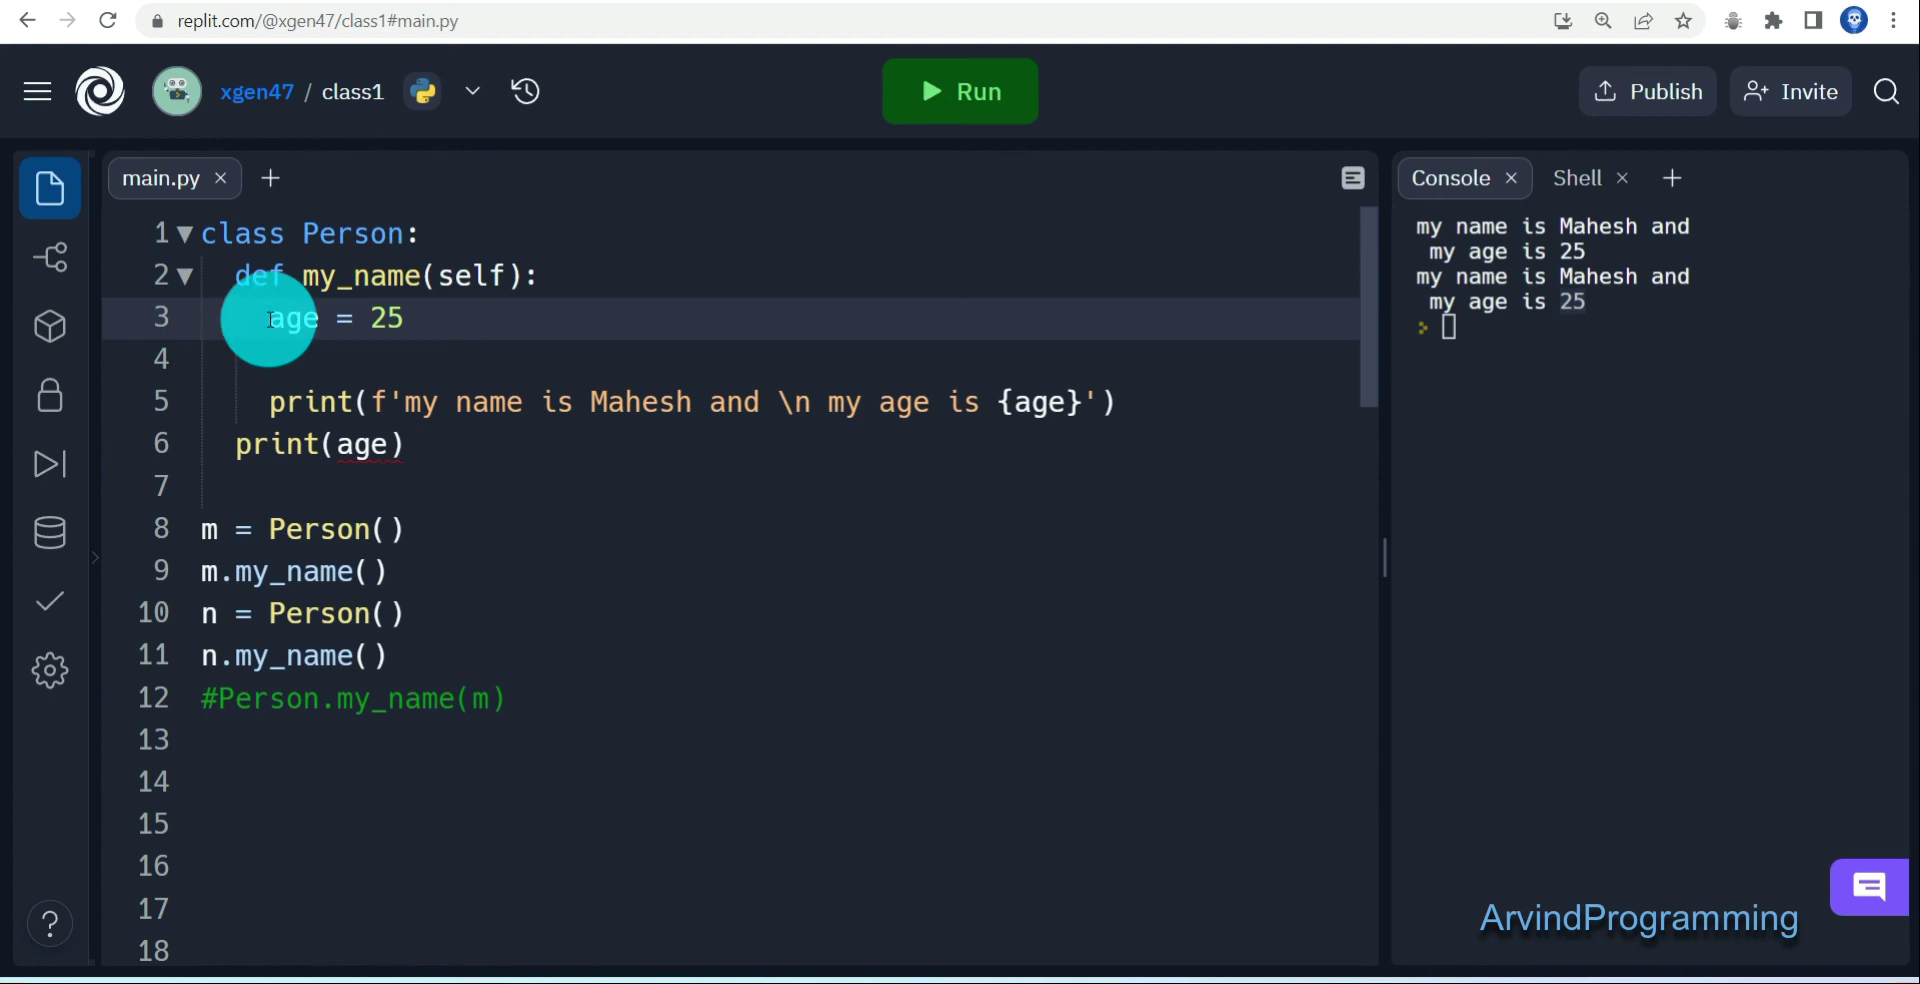 replit.com/@xgen47/class1#main.py
xgen47 / class1
Run
Publish
Invite
main.py
1 class Person:
2 def my_name(self):
3 age = 25
4
5 print(f'my name is Mahesh and \n my age is {age}')
6 print(age)
7
8 m = Person()
9 m.my_name()
10 n = Person()
11 n.my_name()
12 #Person.my_name(m)
13
14
15
16
17
18
Console
Shell
my name is Mahesh and
my age is 25
my name is Mahesh and
my age is 25
ArvindProgramming